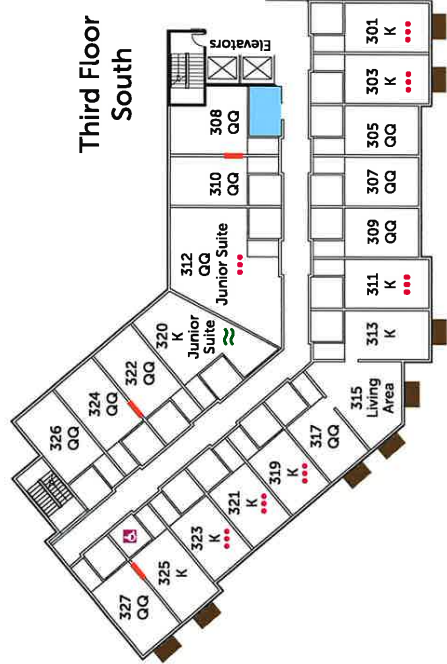 Third Floor
South
Elevators
301
K
303
K
305
QQ
307
QQ
309
QQ
311
K
313
K
315
Living
Area
317
QQ
319
K
321
K
323
K
325
K
327
QQ
308
QQ
310
QQ
312
QQ
Junior Suite
320
K
Junior
Suite
322
QQ
324
QQ
326
QQ